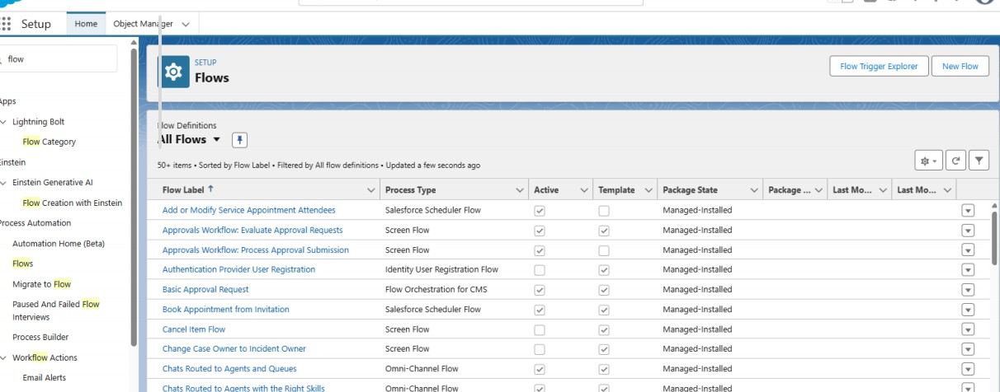 Setup
Home
Object Manager
flow
Apps
Lightning Bolt
Flow Category
Einstein
Einstein Generative AI
Flow Creation with Einstein
Process Automation
Automation Home (Beta)
Flows
Migrate to Flow
Paused And Failed Flow
Interviews
Process Builder
Workflow Actions
Email Alerts
SETUP
Flows
Flow Trigger Explorer
New Flow
Flow Definitions
All Flows
50+ items • Sorted by Flow Label • Filtered by All flow definitions • Updated a few seconds ago
Flow Label ↑ Process Type Active Template Package State Package ... Last Mo... Last Mo...
Add or Modify Service Appointment Attendees Salesforce Scheduler Flow Managed-Installed
Approvals Workflow: Evaluate Approval Requests Screen Flow Managed-Installed
Approvals Workflow: Process Approval Submission Screen Flow Managed-Installed
Authentication Provider User Registration Identity User Registration Flow Managed-Installed
Basic Approval Request Flow Orchestration for CMS Managed-Installed
Book Appointment from Invitation Salesforce Scheduler Flow Managed-Installed
Cancel Item Flow Screen Flow Managed-Installed
Change Case Owner to Incident Owner Screen Flow Managed-Installed
Chats Routed to Agents and Queues Omni-Channel Flow Managed-Installed
Chats Routed to Agents with the Right Skills Omni-Channel Flow Managed-Installed